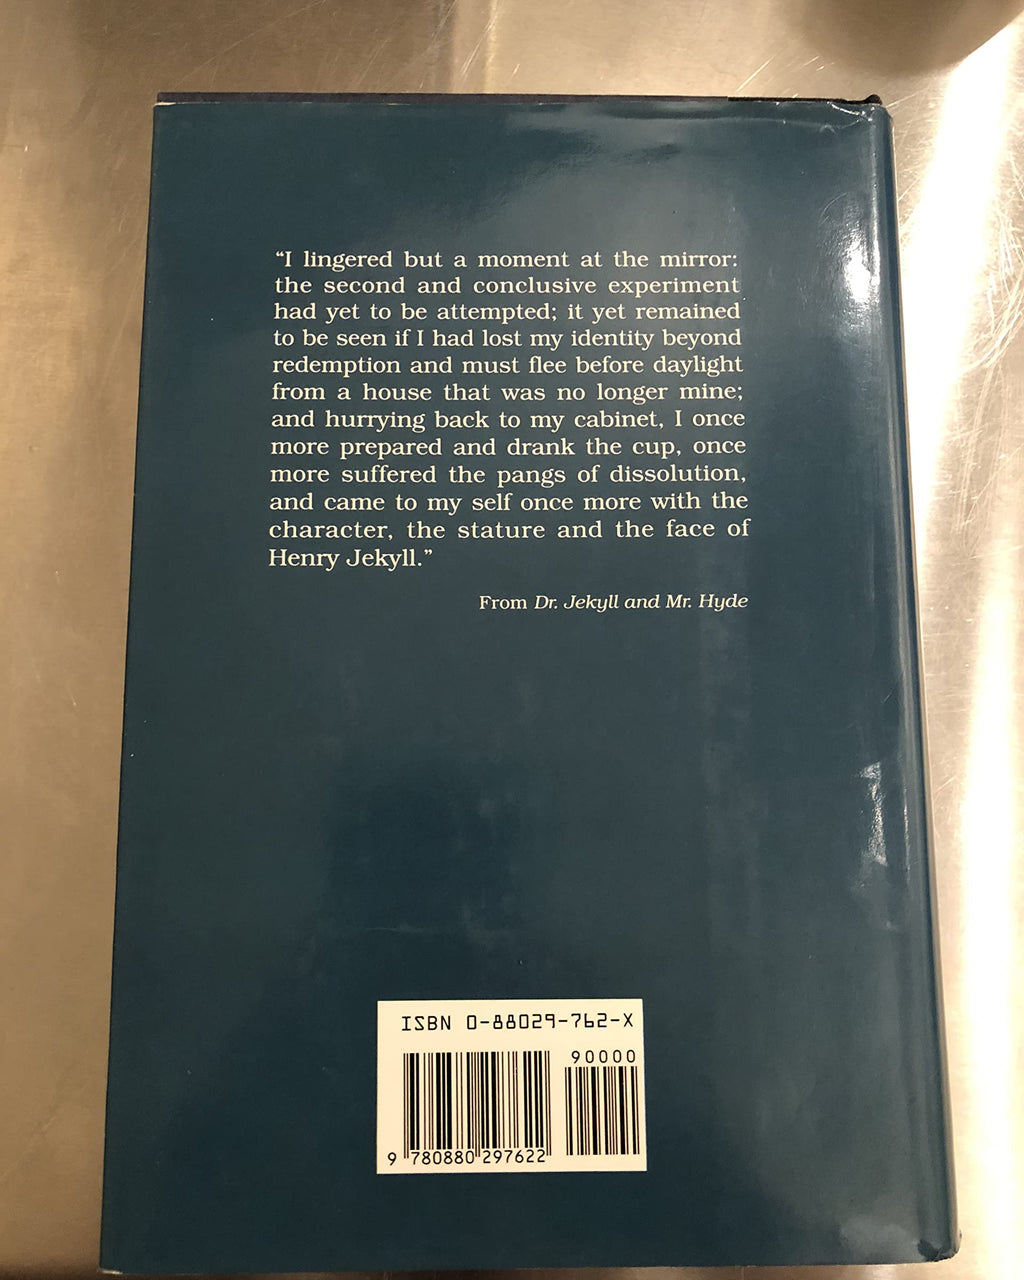 “I lingered but a moment at the mirror:
the second and conclusive experiment
had yet to be attempted; it yet remained
to be seen if I had lost my identity beyond
redemption and must flee before daylight
from a house that was no longer mine;
and hurrying back to my cabinet, I once
more prepared and drank the cup, once
more suffered the pangs of dissolution,
and came to my self once more with the
character, the stature and the face of
Henry Jekyll.”
From Dr. Jekyll and Mr. Hyde
ISBN 0-88029-762-X
90000
9 780880 297622